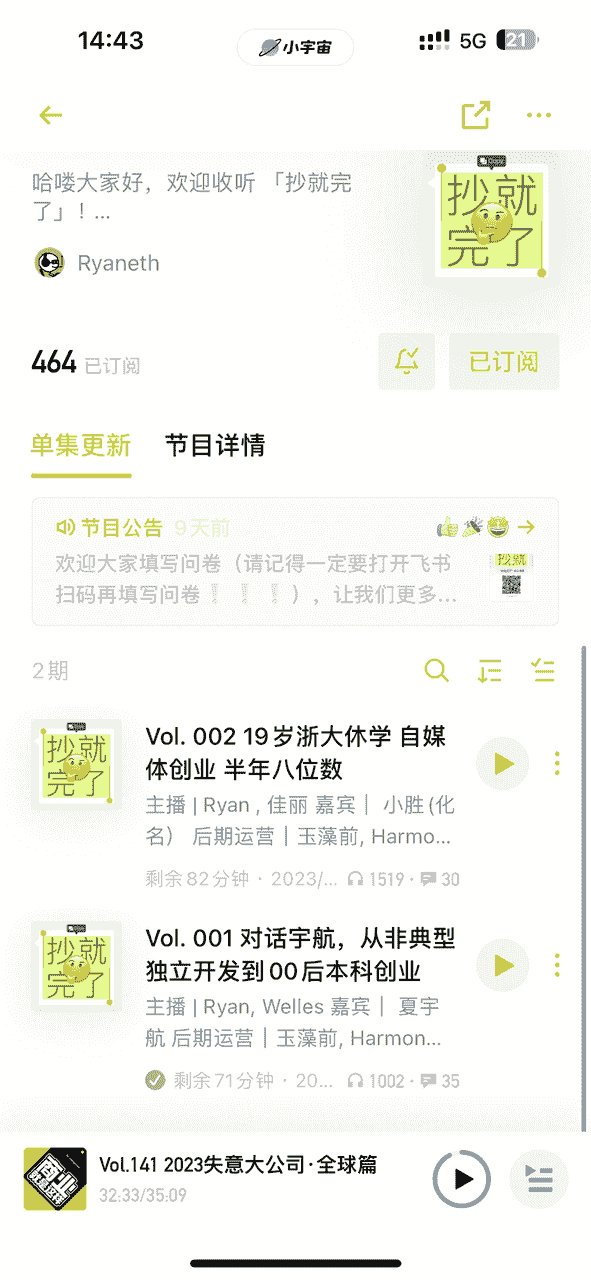 14:43
小宇宙
5G
21
哈喽大家好，欢迎收听 「抄就完
了」！...
Ryaneth
抄就
完了
464 已订阅
已订阅
单集更新
节目详情
节目公告 9天前
欢迎大家填写问卷（请记得一定要打开飞书
扫码再填写问卷❕❕❕），让我们更多...
抄就
2期
抄就
完了
Vol. 002 19岁浙大休学 自媒
体创业 半年八位数
主播 | Ryan , 佳丽 嘉宾｜ 小胜(化
名） 后期运营｜玉藻前, Harmo...
剩余82分钟 · 2023/... 1519 · 30
抄就
完了
Vol. 001 对话宇航，从非典型
独立开发到00后本科创业
主播 | Ryan, Welles 嘉宾｜ 夏宇
航 后期运营｜玉藻前, Harmon...
剩余71分钟 · 20... 1002 · 35
商业
就是这样
Vol.141 2023失意大公司·全球篇
32:33/35:09